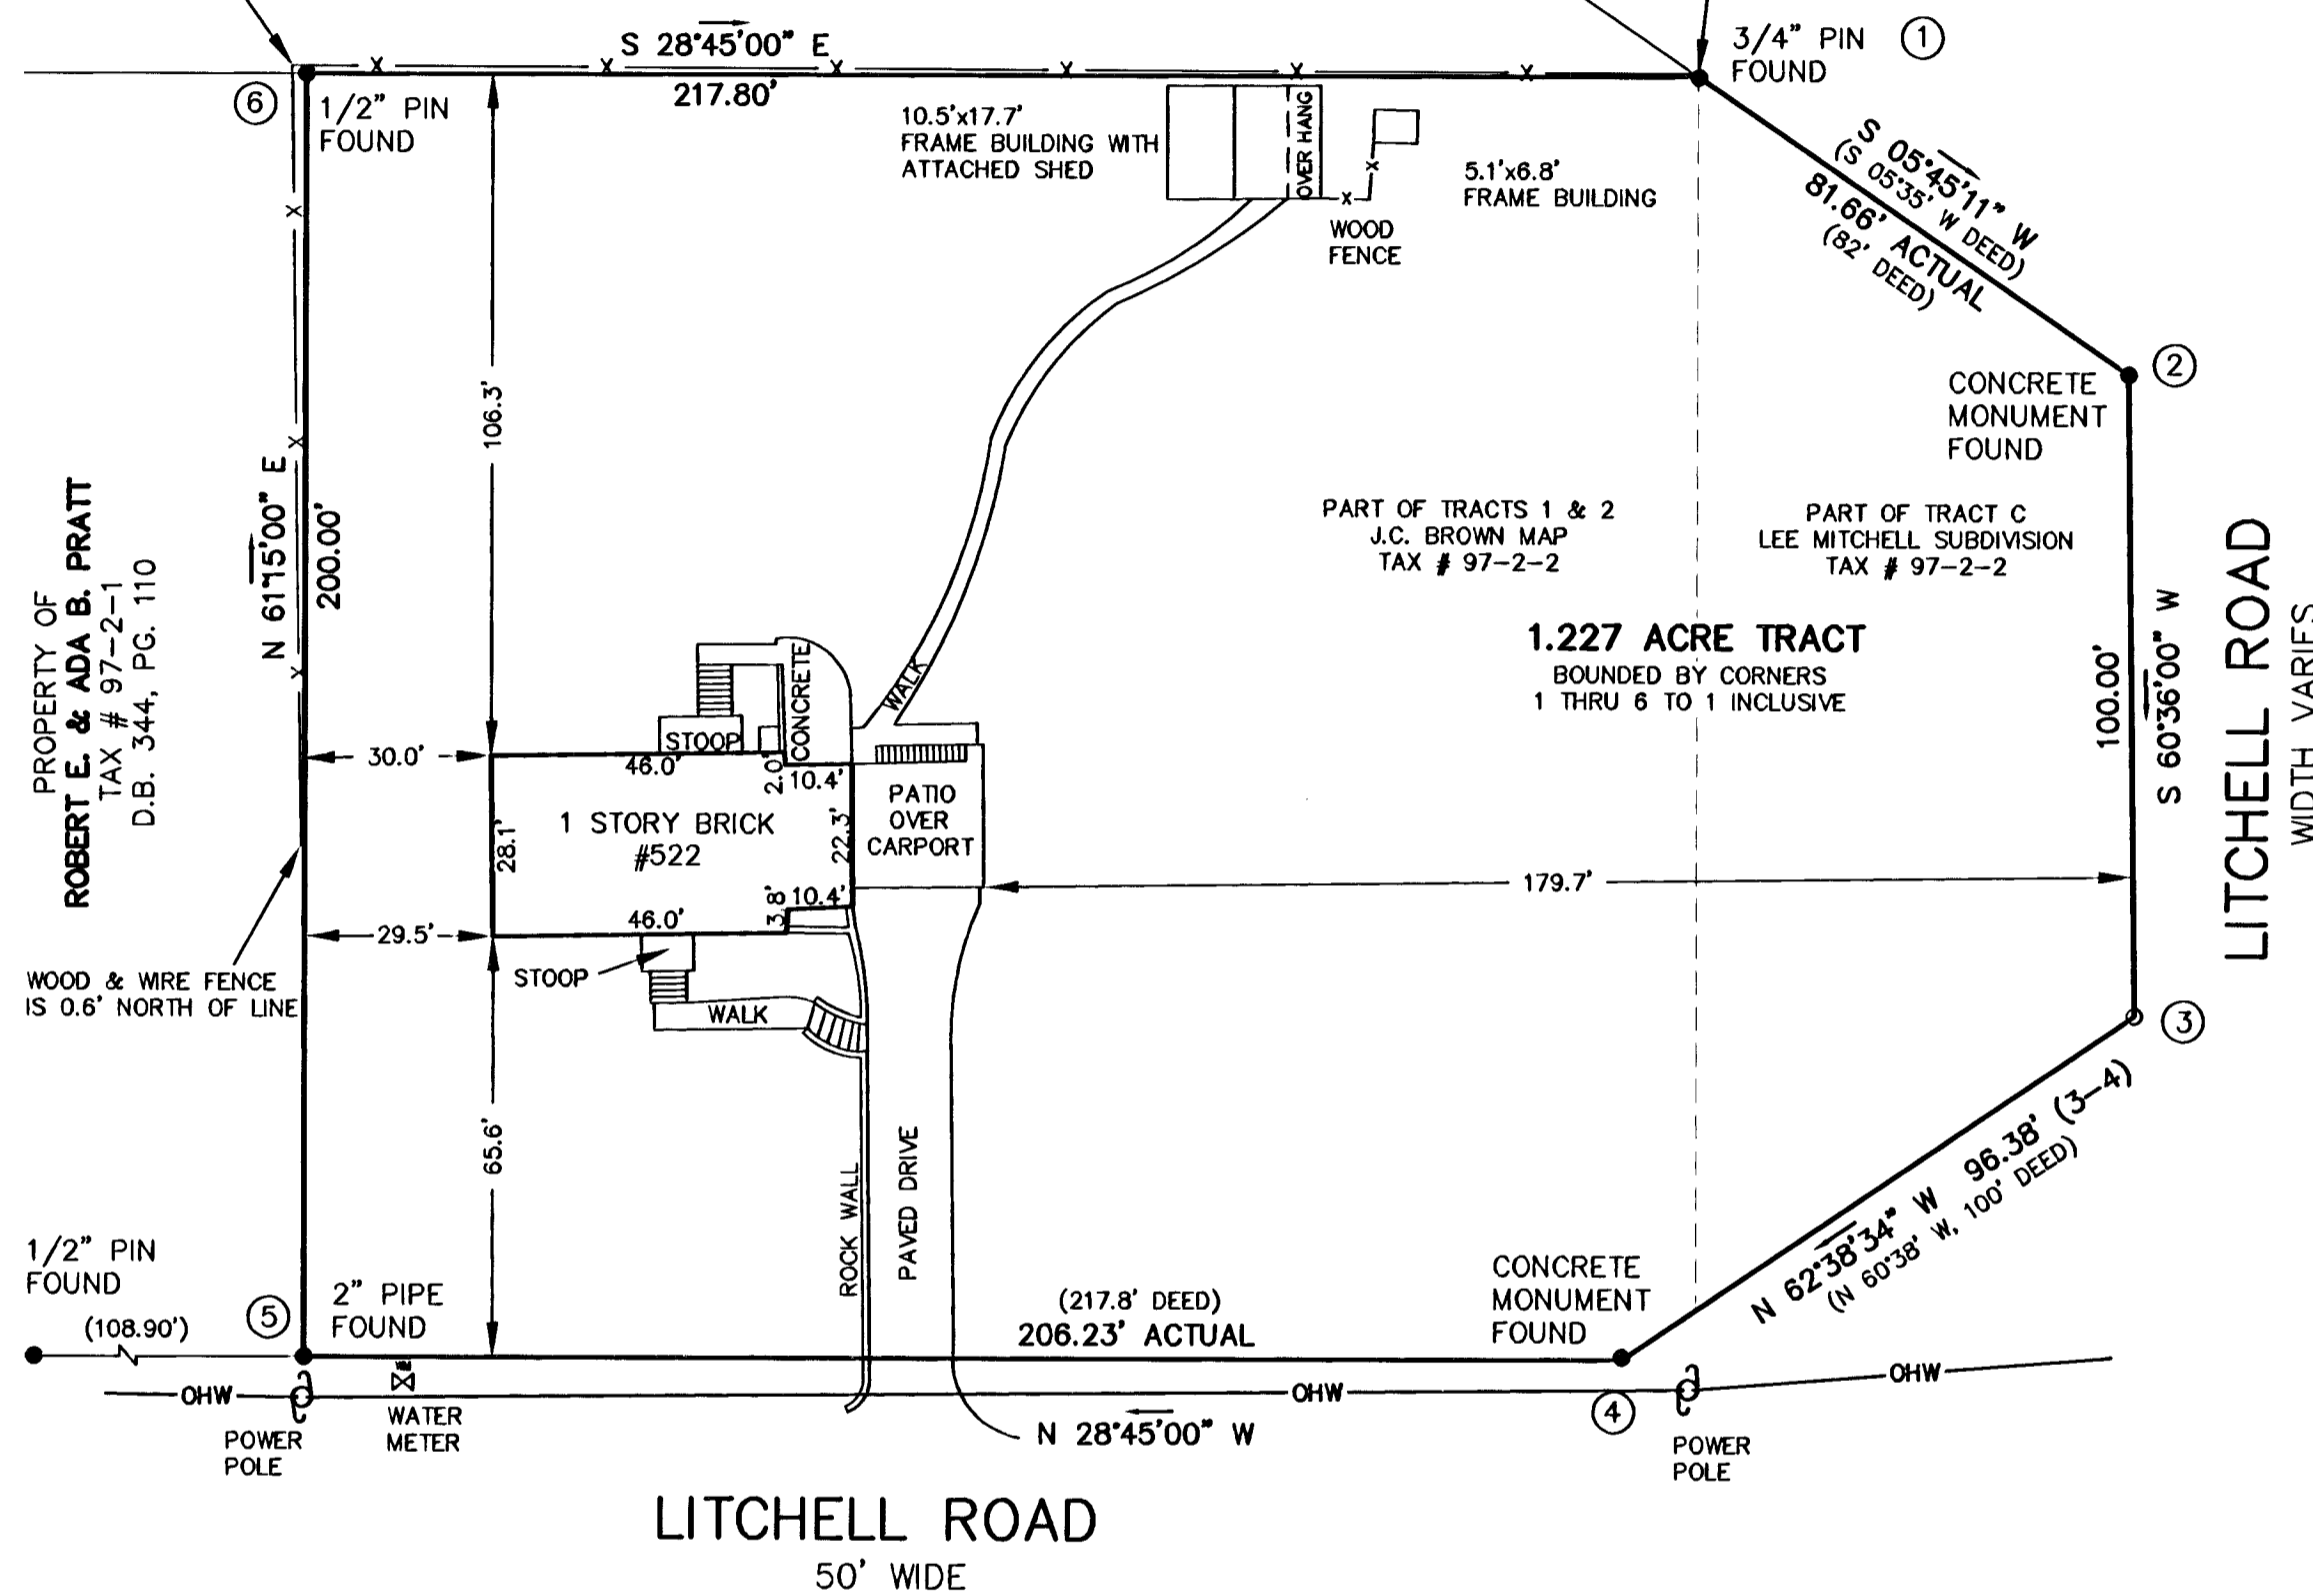 S 28°45'00" E
217.80'
3/4" PIN
FOUND
1
6
1/2" PIN
FOUND
10.5'x17.7'
FRAME BUILDING WITH
ATTACHED SHED
OVER HANG
5.1'x6.8'
FRAME BUILDING
WOOD
FENCE
S 05°45'11" W
(S 05°35' W DEED)
81.66' ACTUAL
(82' DEED)
2
CONCRETE
MONUMENT
FOUND
106.3'
N 61°15'00" E
200.00'
PROPERTY OF
ROBERT E. & ADA B. PRATT
TAX # 97-2-1
D.B. 344, PG. 110
PART OF TRACTS 1 & 2
J.C. BROWN MAP
TAX # 97-2-2
PART OF TRACT C
LEE MITCHELL SUBDIVISION
TAX # 97-2-2
1.227 ACRE TRACT
BOUNDED BY CORNERS
1 THRU 6 TO 1 INCLUSIVE
100.00'
S 60°36'00" W
LITCHELL ROAD
WIDTH VARIES
WALK
CONCRETE
STOOP
30.0'
46.0'
2.0'
10.4'
PATIO
OVER
CARPORT
1 STORY BRICK
#522
28.1'
22.3'
179.7'
3.8'
10.4'
46.0'
29.5'
STOOP
WOOD & WIRE FENCE
IS 0.6' NORTH OF LINE
WALK
3
65.6'
ROCK WALL
PAVED DRIVE
N 62°38'34" W 96.38' (3-4)
(N 60°38' W, 100' DEED)
1/2" PIN
FOUND
(108.90')
5
2" PIPE
FOUND
(217.8' DEED)
206.23' ACTUAL
CONCRETE
MONUMENT
FOUND
OHW
OHW
OHW
WATER
METER
POWER
POLE
N 28°45'00" W
4
POWER
POLE
LITCHELL ROAD
50' WIDE